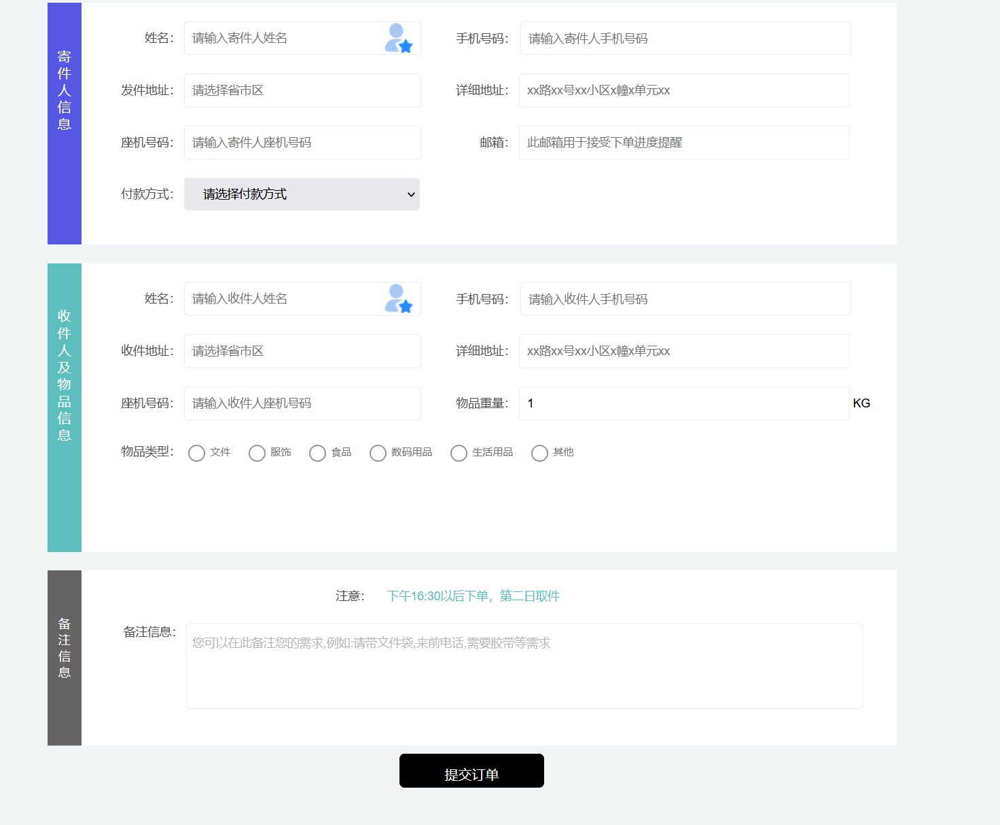 寄件人信息
姓名： 请输入寄件人姓名 手机号码： 请输入寄件人手机号码
发件地址： 请选择省市区 详细地址： xx路xx号xx小区x幢x单元xx
座机号码： 请输入寄件人座机号码 邮箱： 此邮箱用于接受下单进度提醒
付款方式： 请选择付款方式
收件人及物品信息
姓名： 请输入收件人姓名 手机号码： 请输入收件人手机号码
收件地址： 请选择省市区 详细地址： xx路xx号xx小区x幢x单元xx
座机号码： 请输入收件人座机号码 物品重量： 1 KG
物品类型： 文件 服饰 食品 数码用品 生活用品 其他
备注信息
注意： 下午16:30以后下单，第二日取件
备注信息： 您可以在此备注您的需求,例如:请带文件袋,来前电话,需要胶带等需求
提交订单